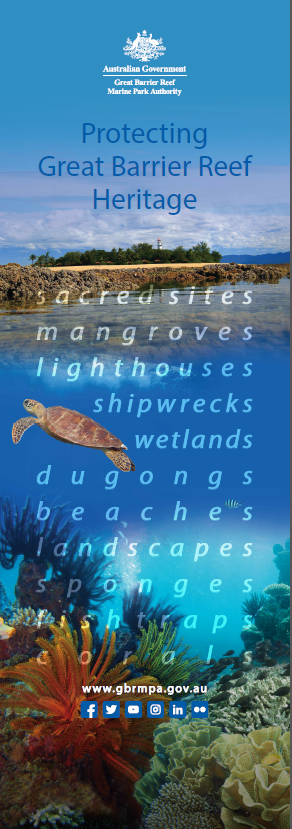 Australian Government
Great Barrier Reef
Marine Park Authority
Protecting
Great Barrier Reef
Heritage
sacred sites
mangroves
lighthouses
shipwrecks
wetlands
dugongs
beaches
landscapes
sponges
fish traps
corals
www.gbrmpa.gov.au